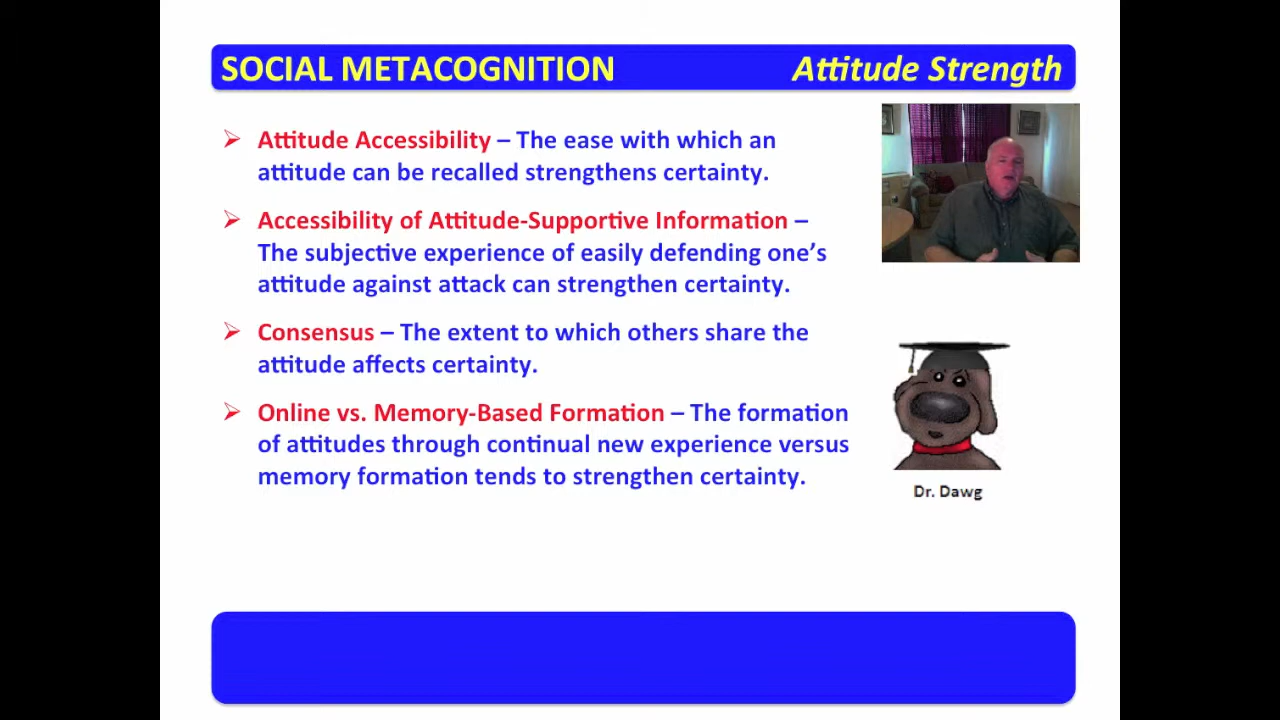 SOCIAL METACOGNITION Attitude Strength
➢ Attitude Accessibility – The ease with which an
attitude can be recalled strengthens certainty.
➢ Accessibility of Attitude-Supportive Information –
The subjective experience of easily defending one’s
attitude against attack can strengthen certainty.
➢ Consensus – The extent to which others share the
attitude affects certainty.
➢ Online vs. Memory-Based Formation – The formation
of attitudes through continual new experience versus
memory formation tends to strengthen certainty.
Dr. Dawg